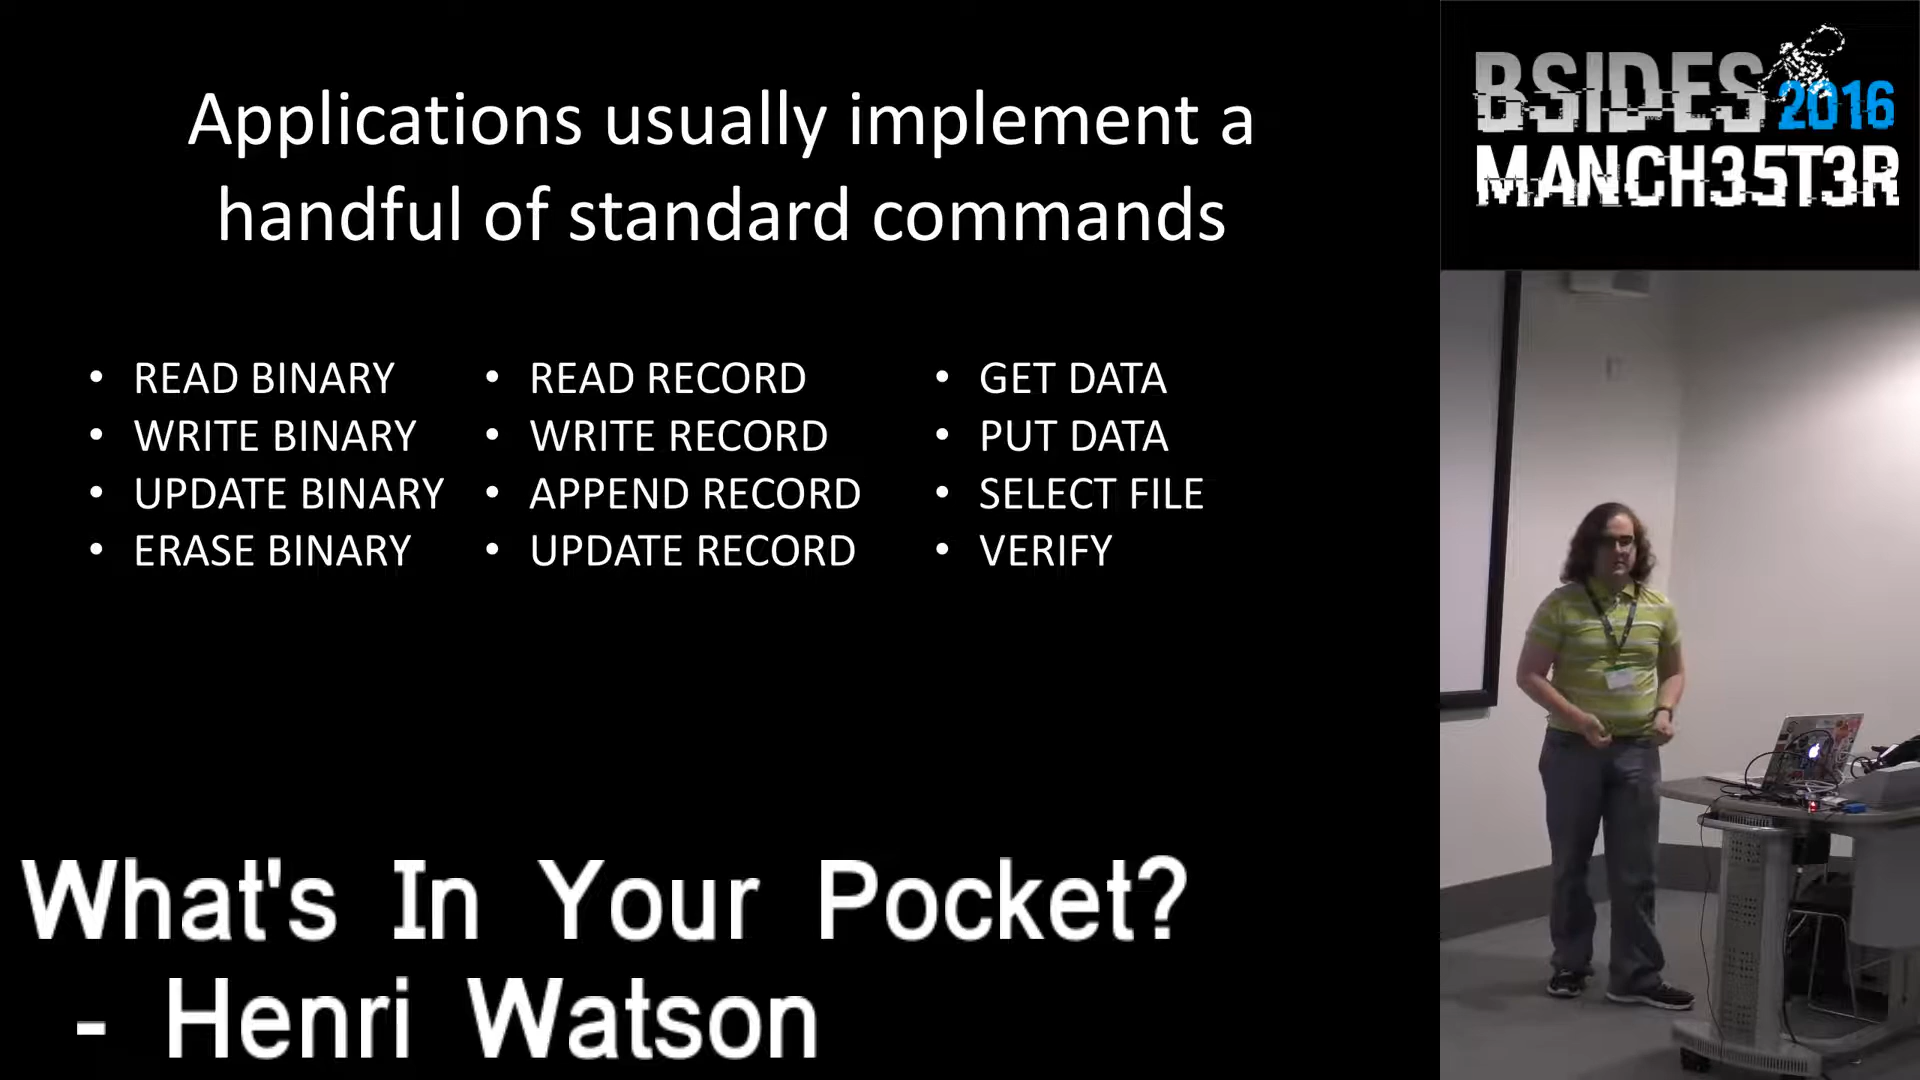 Applications usually implement a
handful of standard commands
• READ BINARY
• WRITE BINARY
• UPDATE BINARY
• ERASE BINARY
• READ RECORD
• WRITE RECORD
• APPEND RECORD
• UPDATE RECORD
• GET DATA
• PUT DATA
• SELECT FILE
• VERIFY
BSIDES 2016
MANCH35T3R
What's In Your Pocket?
- Henri Watson